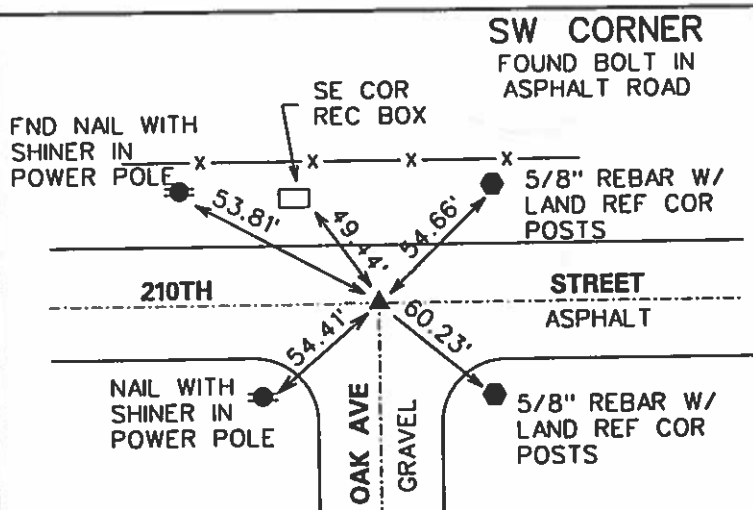 SW CORNER
FOUND BOLT IN
ASPHALT ROAD
SE COR
REC BOX
FND NAIL WITH
SHINER IN
POWER POLE
x x x x
5/8" REBAR W/
LAND REF COR
POSTS
53.81'
49.44'
54.66'
210TH
STREET
ASPHALT
54.41'
60.23'
NAIL WITH
SHINER IN
POWER POLE
OAK AVE
GRAVEL
5/8" REBAR W/
LAND REF COR
POSTS